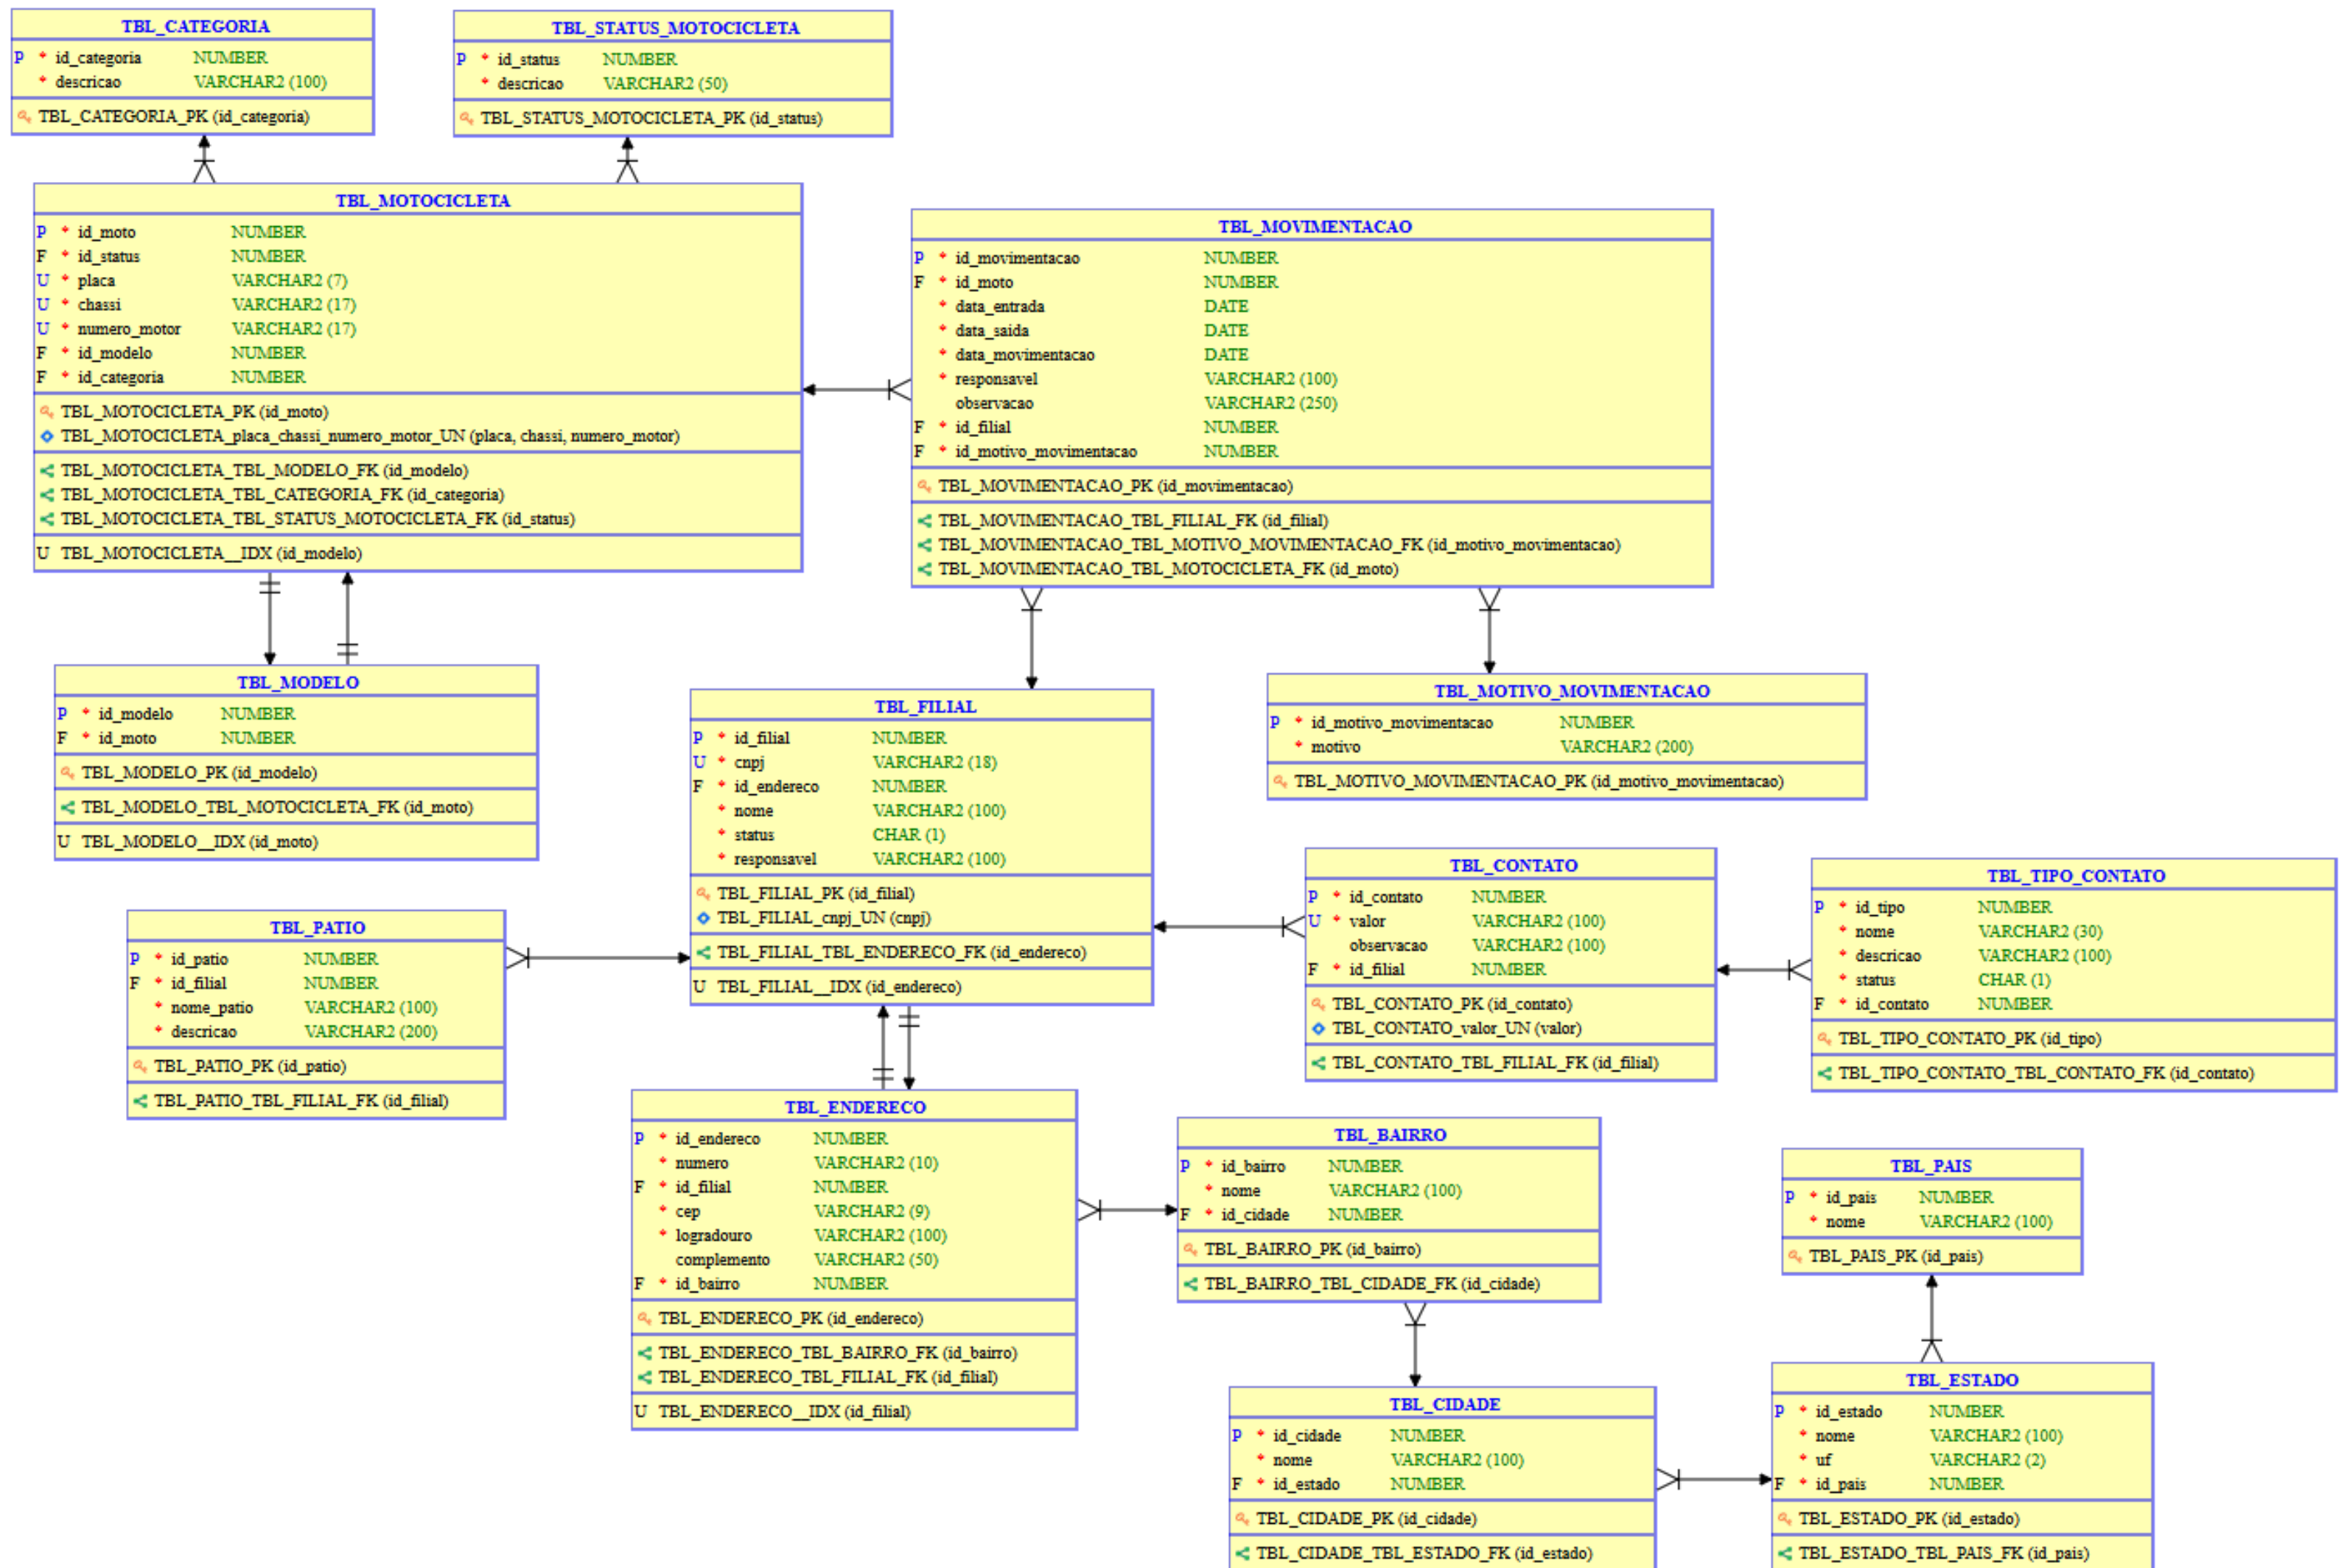 TBL_CATEGORIA
P * id_categoria NUMBER
* descricao VARCHAR2 (100)
TBL_CATEGORIA_PK (id_categoria)
TBL_STATUS_MOTOCICLETA
P * id_status NUMBER
* descricao VARCHAR2 (50)
TBL_STATUS_MOTOCICLETA_PK (id_status)
TBL_MOTOCICLETA
P * id_moto NUMBER
F * id_status NUMBER
U * placa VARCHAR2 (7)
U * chassi VARCHAR2 (17)
U * numero_motor VARCHAR2 (17)
F * id_modelo NUMBER
F * id_categoria NUMBER
TBL_MOTOCICLETA_PK (id_moto)
TBL_MOTOCICLETA_placa_chassi_numero_motor_UN (placa, chassi, numero_motor)
TBL_MOTOCICLETA_TBL_MODELO_FK (id_modelo)
TBL_MOTOCICLETA_TBL_CATEGORIA_FK (id_categoria)
TBL_MOTOCICLETA_TBL_STATUS_MOTOCICLETA_FK (id_status)
U TBL_MOTOCICLETA__IDX (id_modelo)
TBL_MOVIMENTACAO
P * id_movimentacao NUMBER
F * id_moto NUMBER
* data_entrada DATE
* data_saida DATE
* data_movimentacao DATE
* responsavel VARCHAR2 (100)
observacao VARCHAR2 (250)
F * id_filial NUMBER
F * id_motivo_movimentacao NUMBER
TBL_MOVIMENTACAO_PK (id_movimentacao)
TBL_MOVIMENTACAO_TBL_FILIAL_FK (id_filial)
TBL_MOVIMENTACAO_TBL_MOTIVO_MOVIMENTACAO_FK (id_motivo_movimentacao)
TBL_MOVIMENTACAO_TBL_MOTOCICLETA_FK (id_moto)
TBL_MODELO
P * id_modelo NUMBER
F * id_moto NUMBER
TBL_MODELO_PK (id_modelo)
TBL_MODELO_TBL_MOTOCICLETA_FK (id_moto)
U TBL_MODELO__IDX (id_moto)
TBL_FILIAL
P * id_filial NUMBER
U * cnpj VARCHAR2 (18)
F * id_endereco NUMBER
* nome VARCHAR2 (100)
* status CHAR (1)
* responsavel VARCHAR2 (100)
TBL_FILIAL_PK (id_filial)
TBL_FILIAL_cnpj_UN (cnpj)
TBL_FILIAL_TBL_ENDERECO_FK (id_endereco)
U TBL_FILIAL__IDX (id_endereco)
TBL_MOTIVO_MOVIMENTACAO
P * id_motivo_movimentacao NUMBER
* motivo VARCHAR2 (200)
TBL_MOTIVO_MOVIMENTACAO_PK (id_motivo_movimentacao)
TBL_PATIO
P * id_patio NUMBER
F * id_filial NUMBER
* nome_patio VARCHAR2 (100)
* descricao VARCHAR2 (200)
TBL_PATIO_PK (id_patio)
TBL_PATIO_TBL_FILIAL_FK (id_filial)
TBL_CONTATO
P * id_contato NUMBER
U * valor VARCHAR2 (100)
observacao VARCHAR2 (100)
F * id_filial NUMBER
TBL_CONTATO_PK (id_contato)
TBL_CONTATO_valor_UN (valor)
TBL_CONTATO_TBL_FILIAL_FK (id_filial)
TBL_TIPO_CONTATO
P * id_tipo NUMBER
* nome VARCHAR2 (30)
* descricao VARCHAR2 (100)
* status CHAR (1)
F * id_contato NUMBER
TBL_TIPO_CONTATO_PK (id_tipo)
TBL_TIPO_CONTATO_TBL_CONTATO_FK (id_contato)
TBL_ENDERECO
P * id_endereco NUMBER
* numero VARCHAR2 (10)
F * id_filial NUMBER
* cep VARCHAR2 (9)
* logradouro VARCHAR2 (100)
complemento VARCHAR2 (50)
F * id_bairro NUMBER
TBL_ENDERECO_PK (id_endereco)
TBL_ENDERECO_TBL_BAIRRO_FK (id_bairro)
TBL_ENDERECO_TBL_FILIAL_FK (id_filial)
U TBL_ENDERECO__IDX (id_filial)
TBL_BAIRRO
P * id_bairro NUMBER
* nome VARCHAR2 (100)
F * id_cidade NUMBER
TBL_BAIRRO_PK (id_bairro)
TBL_BAIRRO_TBL_CIDADE_FK (id_cidade)
TBL_PAIS
P * id_pais NUMBER
* nome VARCHAR2 (100)
TBL_PAIS_PK (id_pais)
TBL_CIDADE
P * id_cidade NUMBER
* nome VARCHAR2 (100)
F * id_estado NUMBER
TBL_CIDADE_PK (id_cidade)
TBL_CIDADE_TBL_ESTADO_FK (id_estado)
TBL_ESTADO
P * id_estado NUMBER
* nome VARCHAR2 (100)
* uf VARCHAR2 (2)
F * id_pais NUMBER
TBL_ESTADO_PK (id_estado)
TBL_ESTADO_TBL_PAIS_FK (id_pais)